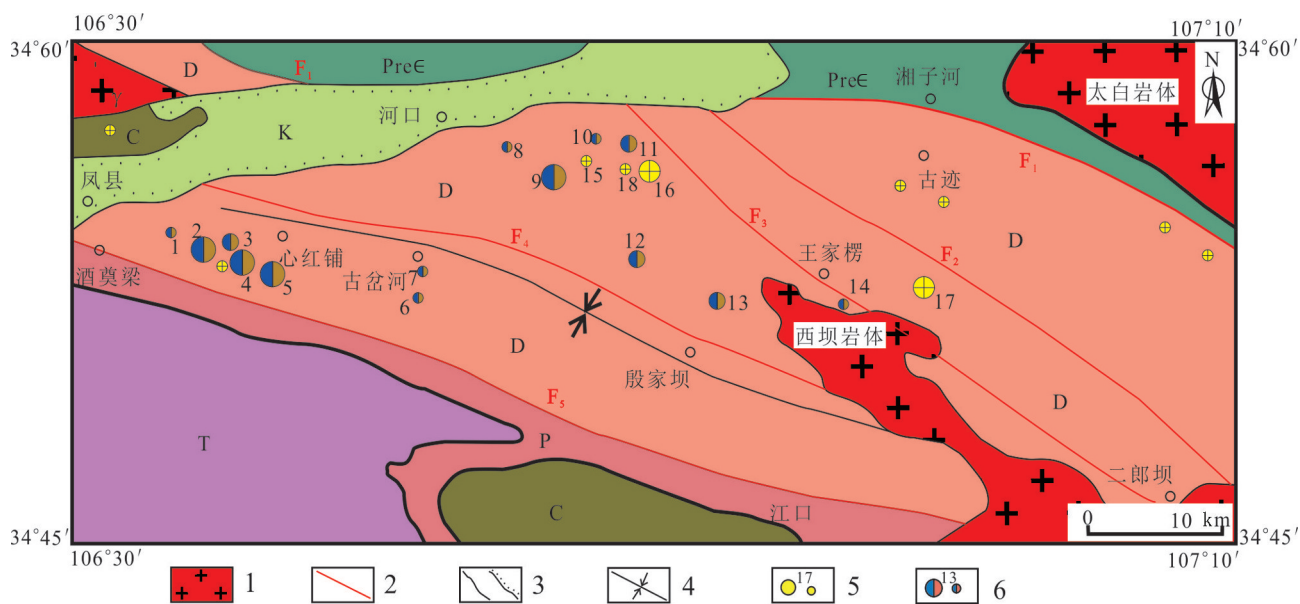 106°30′
107°10′
34°60′
34°60′
N
D
F₁
Pre∈
Pre∈
湘子河
太白岩体
γ
C
K
河口
10
11
8
9
15
18
16
古迹
F₁
凤县
D
F₃
D
F₂
1
2
3
心红铺
F₄
12
王家楞
酒奠梁
4
5
古岔河
7
6
13
14
17
西坝岩体
D
殷家坝
F₅
D
T
P
二郎坝
C
江口
0 10 km
34°45′
34°45′
106°30′
107°10′
1
2
3
4
17
5
13
6